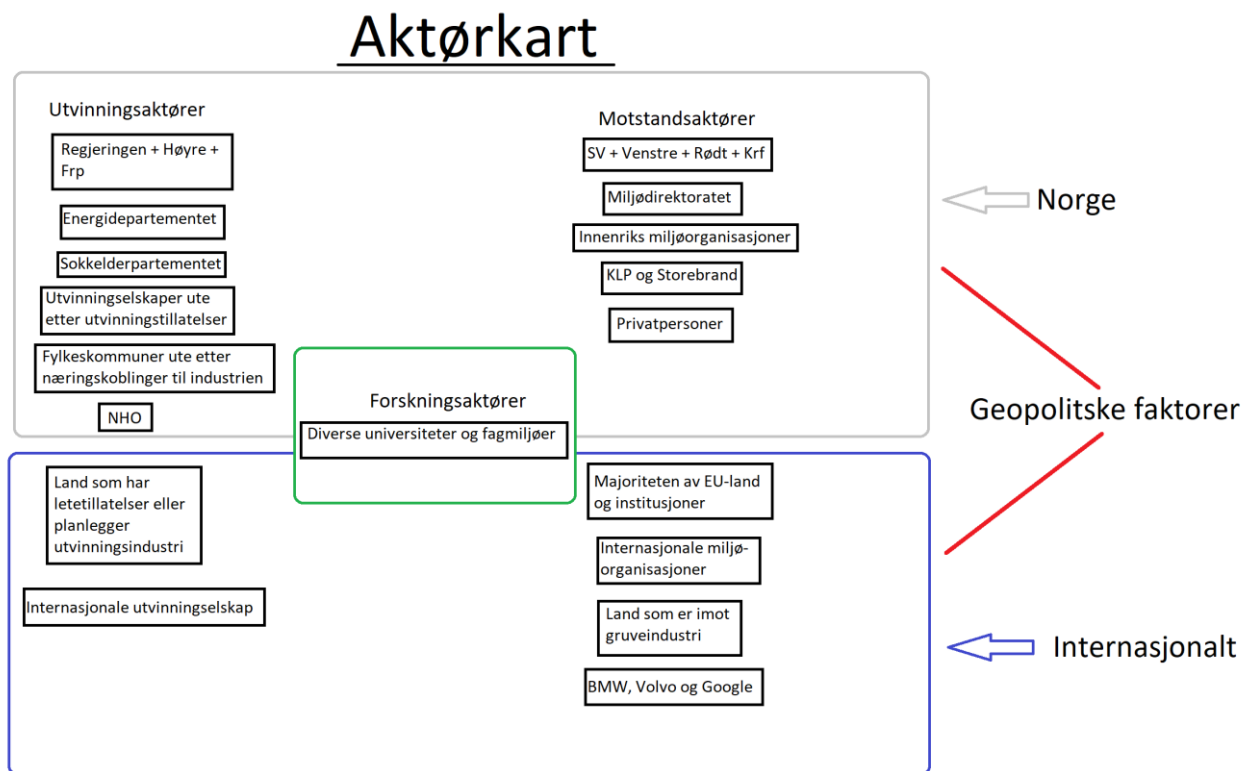 Aktørkart
Utvinningsaktører
Regjeringen + Høyre +
Frp
Energidepartementet
Sokkelderpartementet
Utvinningselskaper ute
etter utvinningstillatelser
Fylkeskommuner ute etter
næringskoblinger til industrien
NHO
Motstandsaktører
SV + Venstre + Rødt + Krf
Miljødirektoratet
Innenriks miljøorganisasjoner
KLP og Storebrand
Privatpersoner
Norge
Forskningsaktører
Diverse universiteter og fagmiljøer
Geopolitske faktorer
Land som har
letetillatelser eller
planlegger
utvinningsindustri
Internasjonale utvinningselskap
Majoriteten av EU-land
og institusjoner
Internasjonale miljø-
organisasjoner
Land som er imot
gruveindustri
BMW, Volvo og Google
Internasjonalt